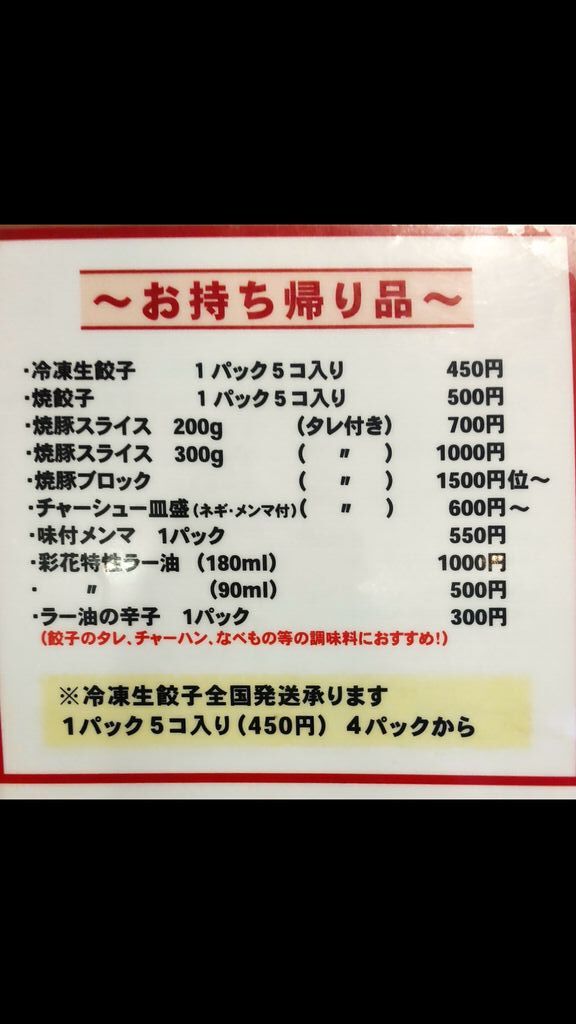 ～お持ち帰り品～
・冷凍生餃子　１パック５コ入り　450円
・焼餃子　１パック５コ入り　500円
・焼豚スライス　200g　（タレ付き）　700円
・焼豚スライス　300g　（　〃　）　1000円
・焼豚ブロック　（　〃　）　1500円位～
・チャーシュー皿盛（ネギ・メンマ付）（　〃　）　600円～
・味付メンマ　1パック　550円
・彩花特性ラー油　（180ml）　1000円
・　〃　（90ml）　500円
・ラー油の辛子　1パック　300円
（餃子のタレ、チャーハン、なべもの等の調味料におすすめ！）
※冷凍生餃子全国発送承ります
１パック５コ入り（450円）　４パックから